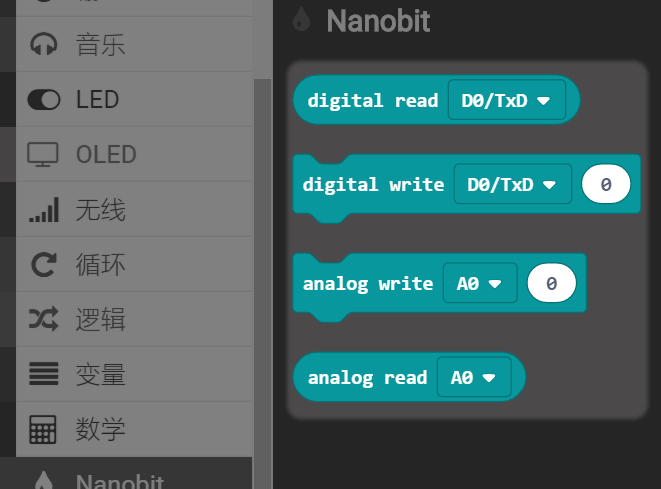 音乐
LED
OLED
无线
循环
逻辑
变量
数学
Nanobit
Nanobit
digital read D0/TxD
digital write D0/TxD 0
analog write A0 0
analog read A0